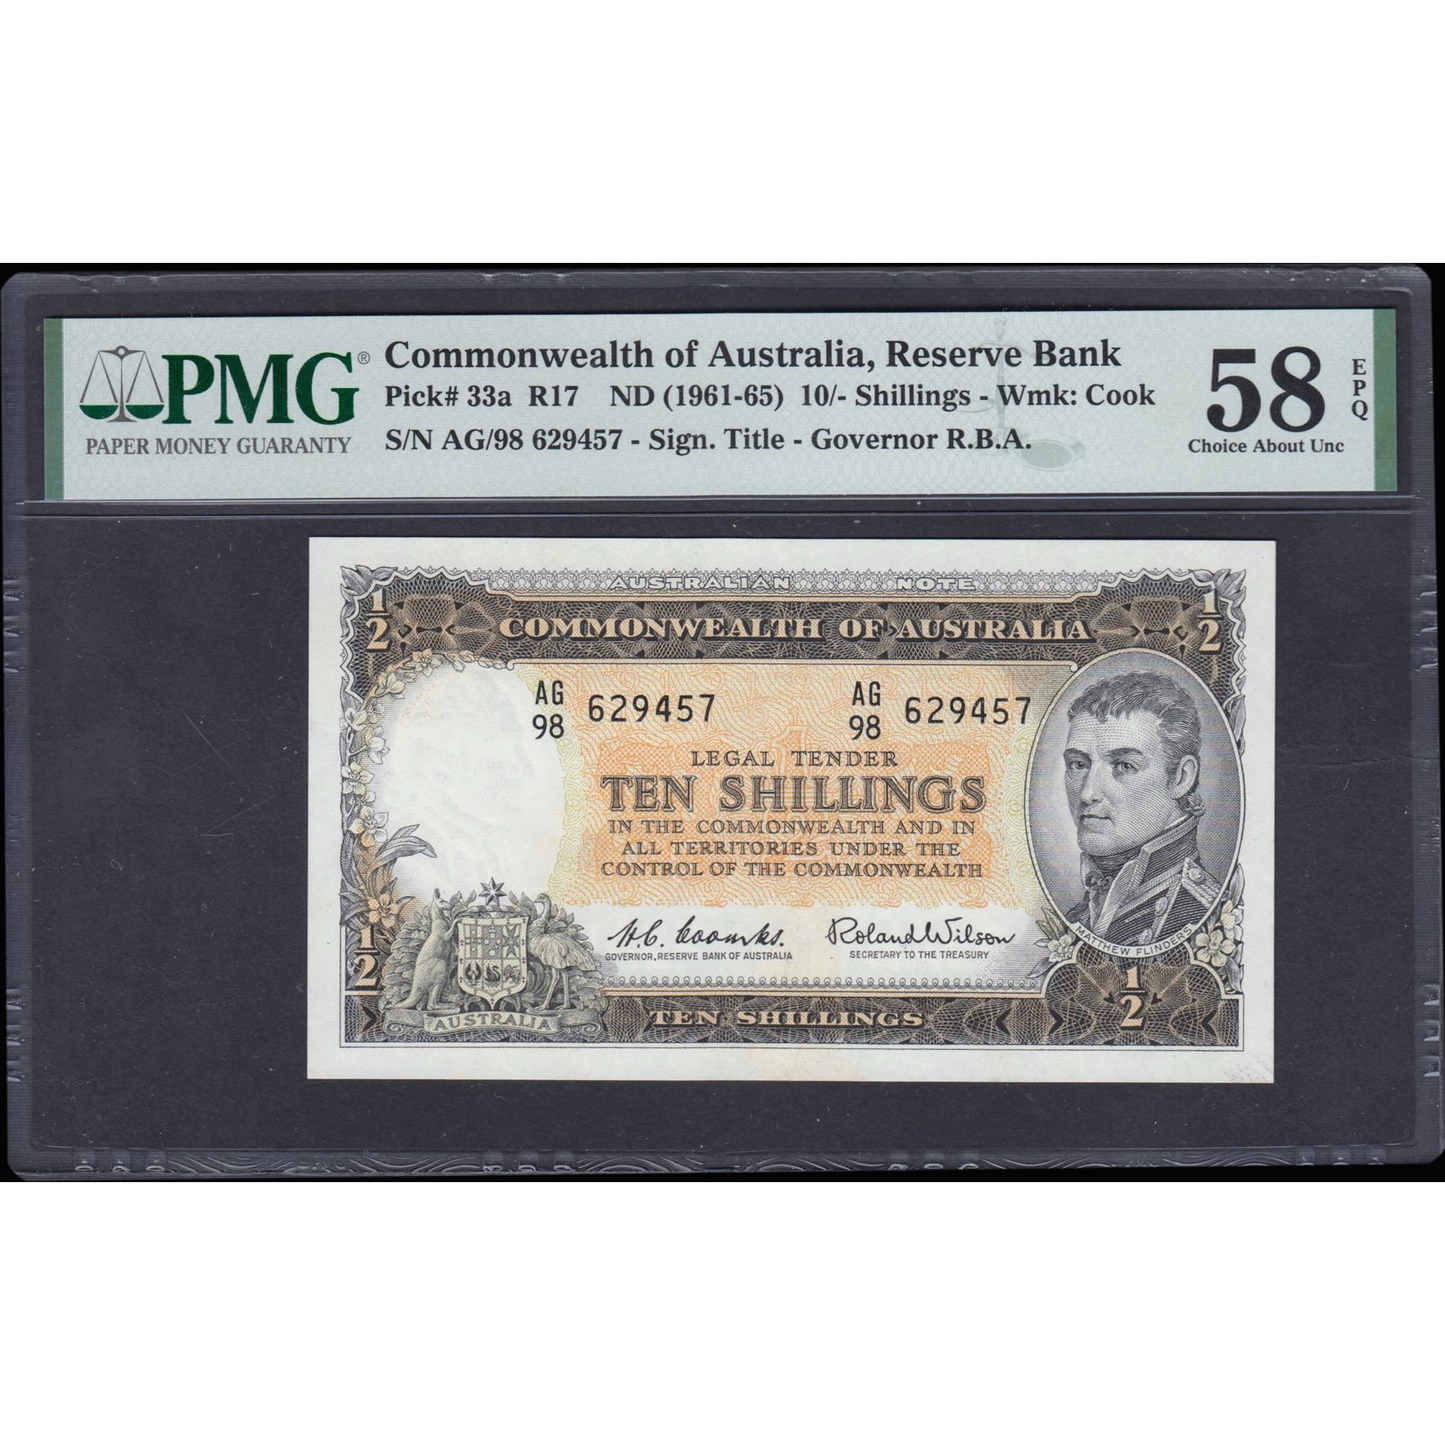 PMG®
PAPER MONEY GUARANTY
Commonwealth of Australia, Reserve Bank
Pick# 33a R17 ND (1961-65) 10/- Shillings - Wmk: Cook
S/N AG/98 629457 - Sign. Title - Governor R.B.A.
58
EPQ
Choice About Unc
AUSTRALIAN NOTE
1/2
1/2
COMMONWEALTH OF AUSTRALIA
AG
98 629457
AG
98 629457
LEGAL TENDER
TEN SHILLINGS
IN THE COMMONWEALTH AND IN
ALL TERRITORIES UNDER THE
CONTROL OF THE COMMONWEALTH
H.C. Coombs.
GOVERNOR, RESERVE BANK OF AUSTRALIA
Roland Wilson
SECRETARY TO THE TREASURY
MATTHEW FLINDERS
1/2
1/2
AUSTRALIA
TEN SHILLINGS